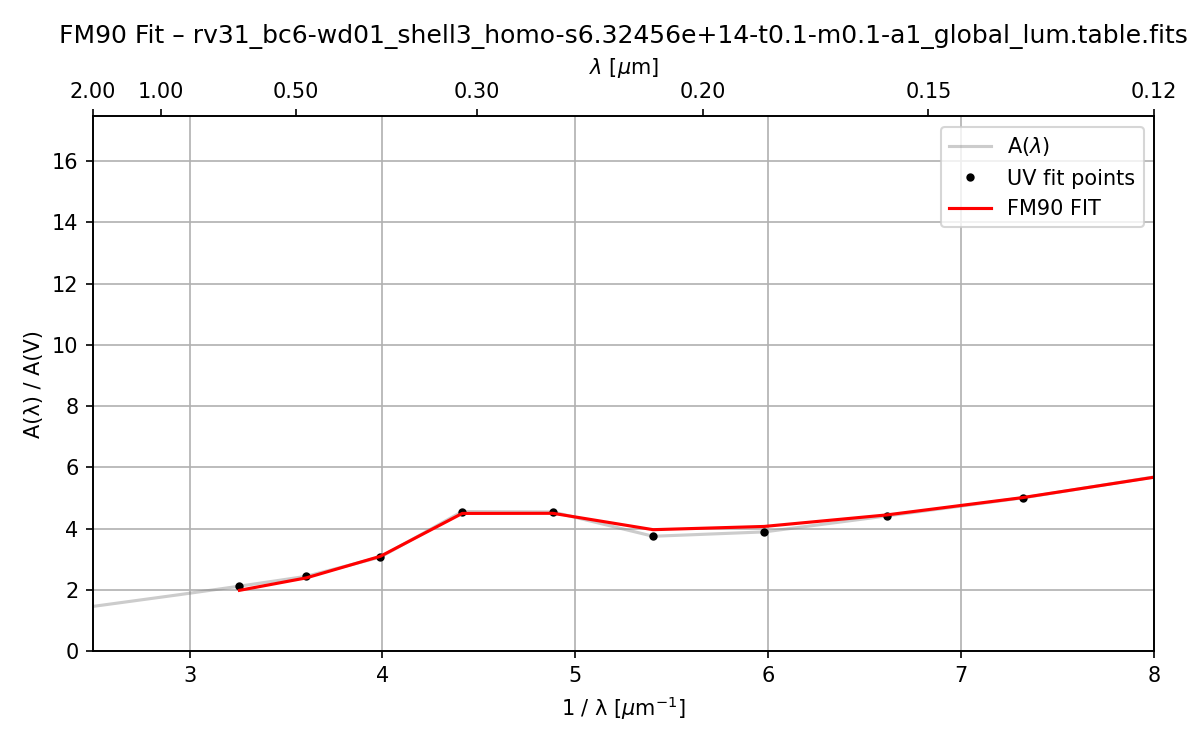 FM90 Fit – rv31_bc6-wd01_shell3_homo-s6.32456e+14-t0.1-m0.1-a1_global_lum.table.fits
λ [μm]
2.00 1.00 0.50 0.30 0.20 0.15 0.12
A(λ)
UV fit points
FM90 FIT
A(λ) / A(V)
16
14
12
10
8
6
4
2
0
3 4 5 6 7 8
1 / λ [μm⁻¹]